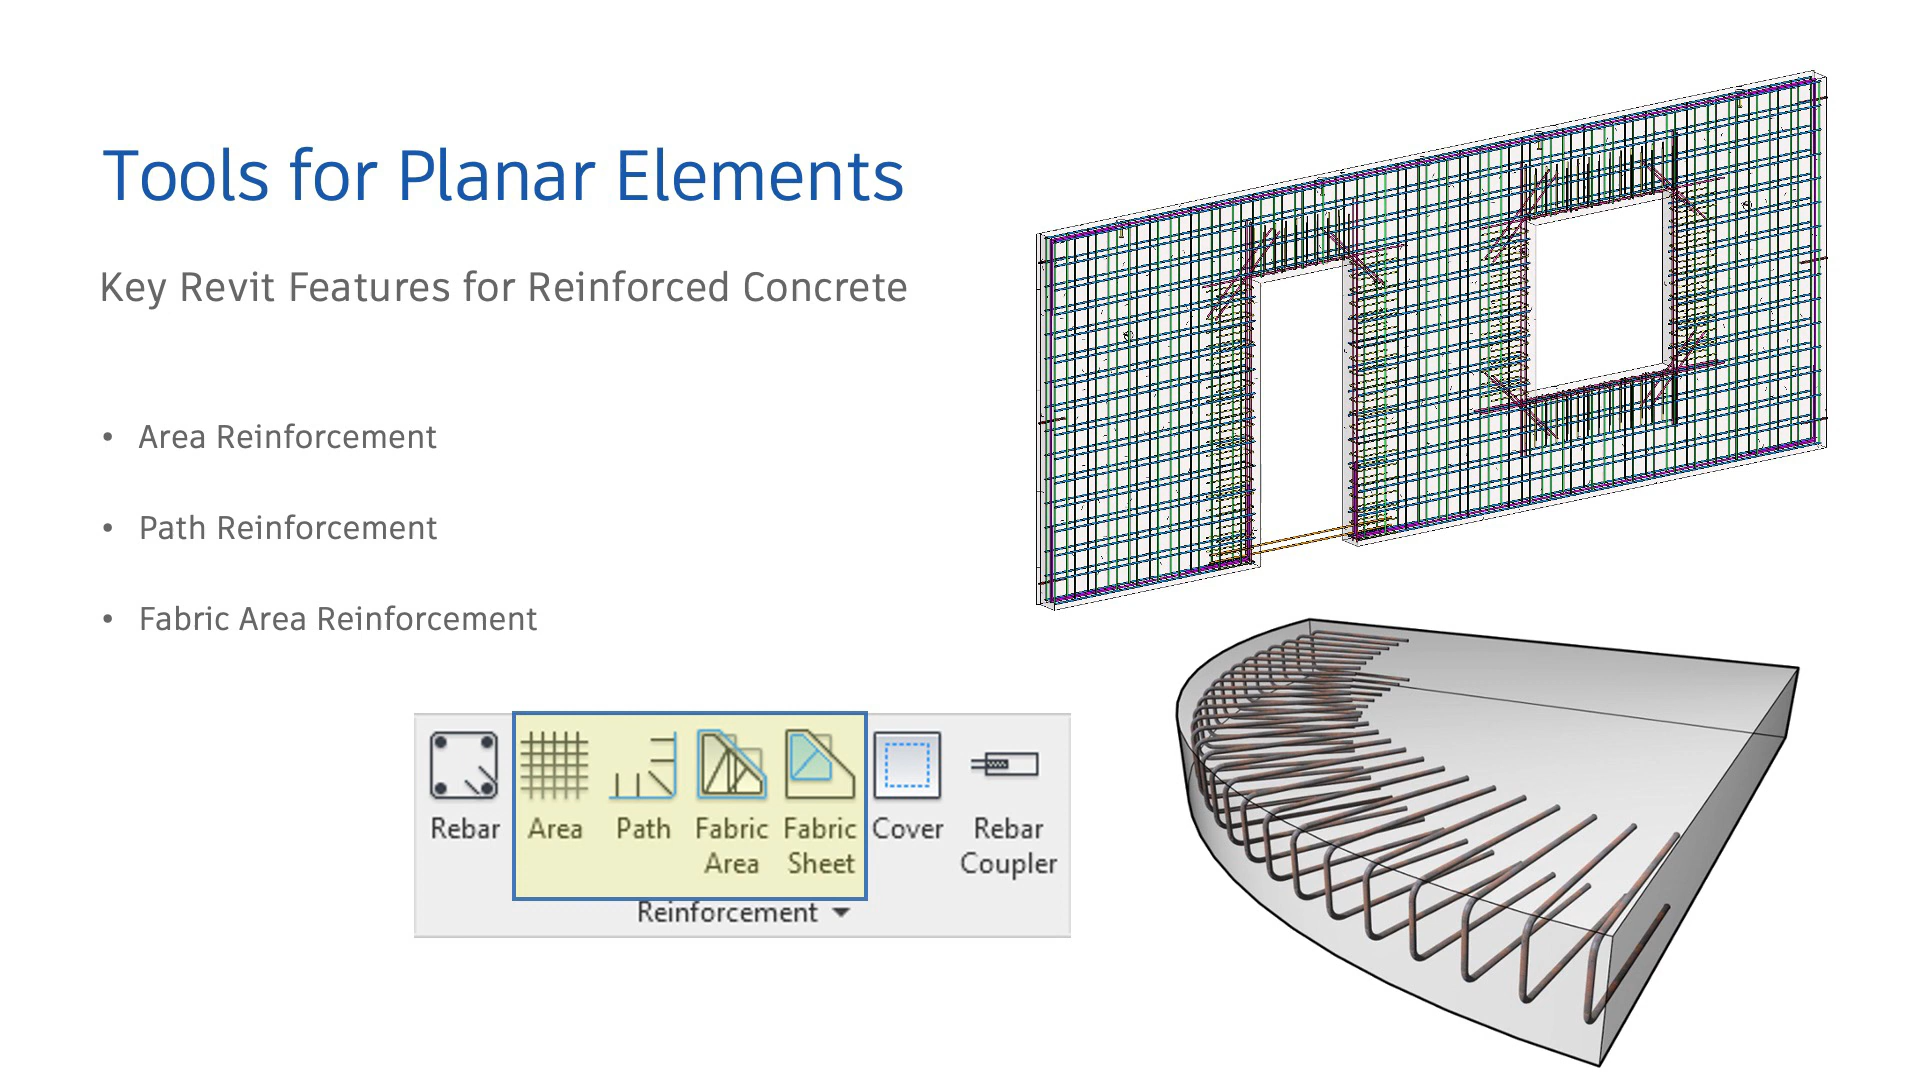 Tools for Planar Elements
Key Revit Features for Reinforced Concrete
• Area Reinforcement
• Path Reinforcement
• Fabric Area Reinforcement
Rebar Area Path Fabric Area Fabric Sheet Cover Rebar Coupler
Reinforcement